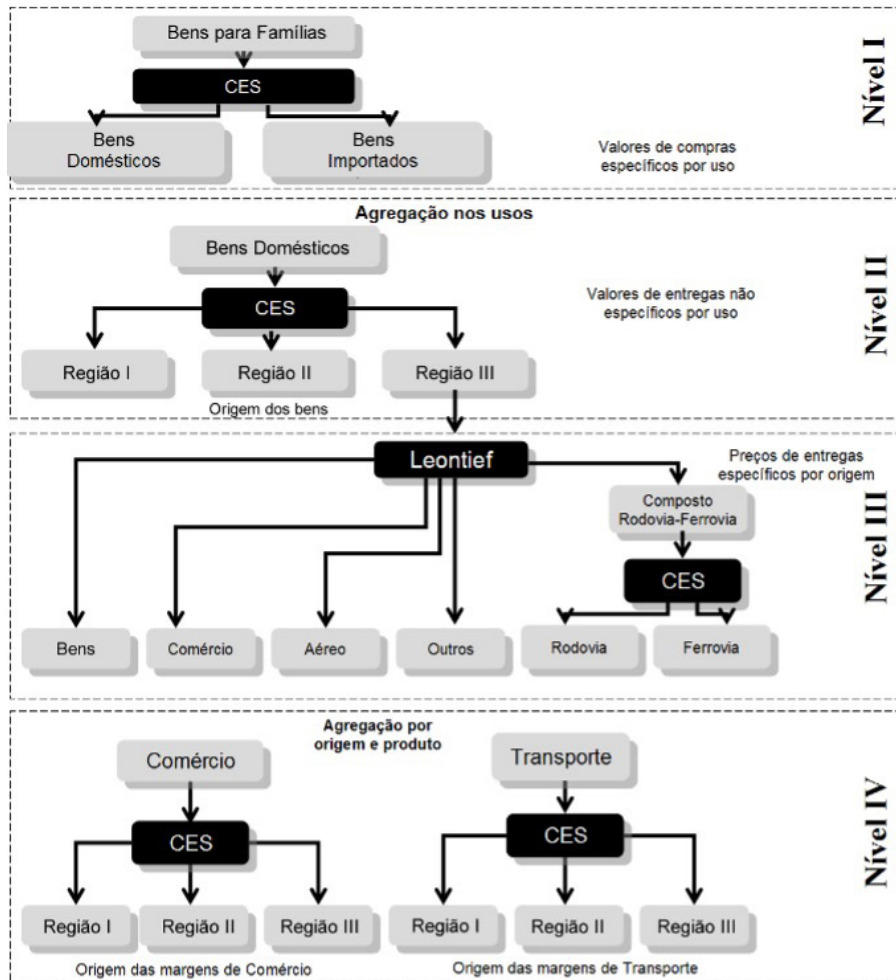 Bens para Famílias
CES
Bens
Domésticos
Bens
Importados
Valores de compras
específicos por uso
Nível I
Agregação nos usos
Bens Domésticos
CES
Valores de entregas não
específicos por uso
Região I
Região II
Região III
Origem dos bens
Nível II
Leontief
Preços de entregas
específicos por origem
Composto
Rodovia-Ferrovia
CES
Bens
Comércio
Aéreo
Outros
Rodovia
Ferrovia
Nível III
Agregação por
origem e produto
Comércio
Transporte
CES
CES
Região I
Região II
Região III
Região I
Região II
Região III
Origem das margens de Comércio
Origem das margens de Transporte
Nível IV